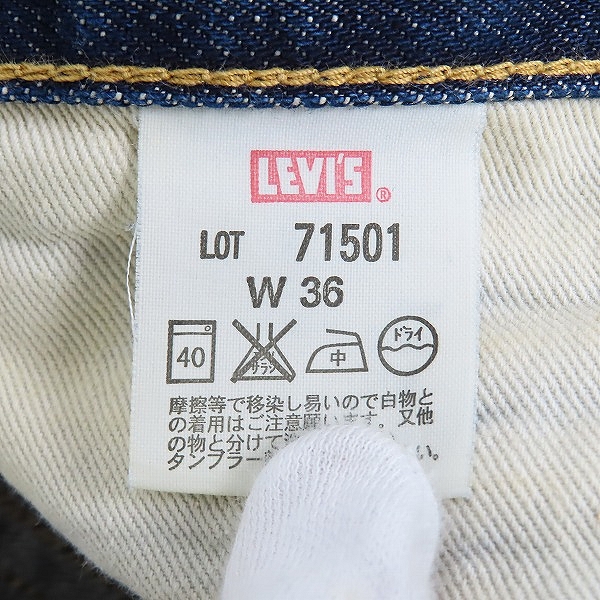 LEVI'S ®
LOT 71501
W 36
40 中 ドライ
摩擦等で移染し易いので白物と
の着用はご注意願います。又他
の物と分けて
タンブラー い。